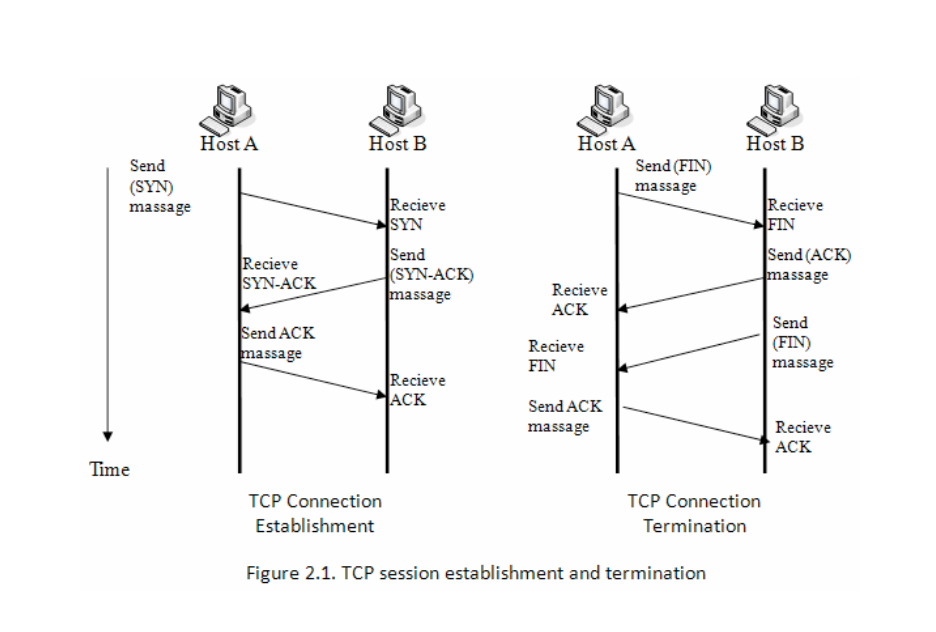 Host A
Host B
Host A
Host B
Send
(SYN)
massage
Recieve
SYN
Send
(SYN-ACK)
massage
Recieve
SYN-ACK
Send ACK
massage
Recieve
ACK
Time
TCP Connection
Establishment
Send (FIN)
massage
Recieve
FIN
Send (ACK)
massage
Recieve
ACK
Send
(FIN)
massage
Recieve
FIN
Send ACK
massage
Recieve
ACK
TCP Connection
Termination
Figure 2.1. TCP session establishment and termination